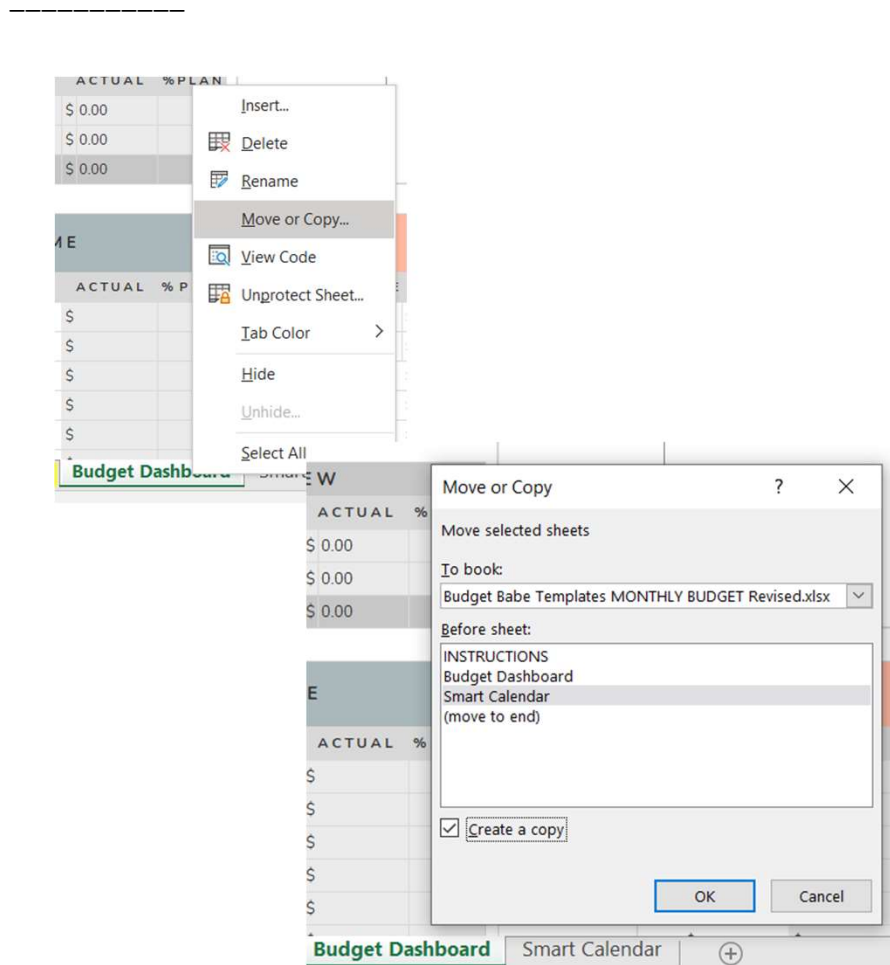 ACTUAL %PLAN
$ 0.00
$ 0.00
$ 0.00
ME
ACTUAL % P
$
$
$
$
$
Insert...
Delete
Rename
Move or Copy...
View Code
Unprotect Sheet...
Tab Color
Hide
Unhide...
Select All
Budget Dashboard
EW
ACTUAL %
$ 0.00
$ 0.00
$ 0.00
E
ACTUAL %
$
$
$
$
$
Move or Copy ?
Move selected sheets
To book:
Budget Babe Templates MONTHLY BUDGET Revised.xlsx
Before sheet:
INSTRUCTIONS
Budget Dashboard
Smart Calendar
(move to end)
Create a copy
OK Cancel
Budget Dashboard Smart Calendar